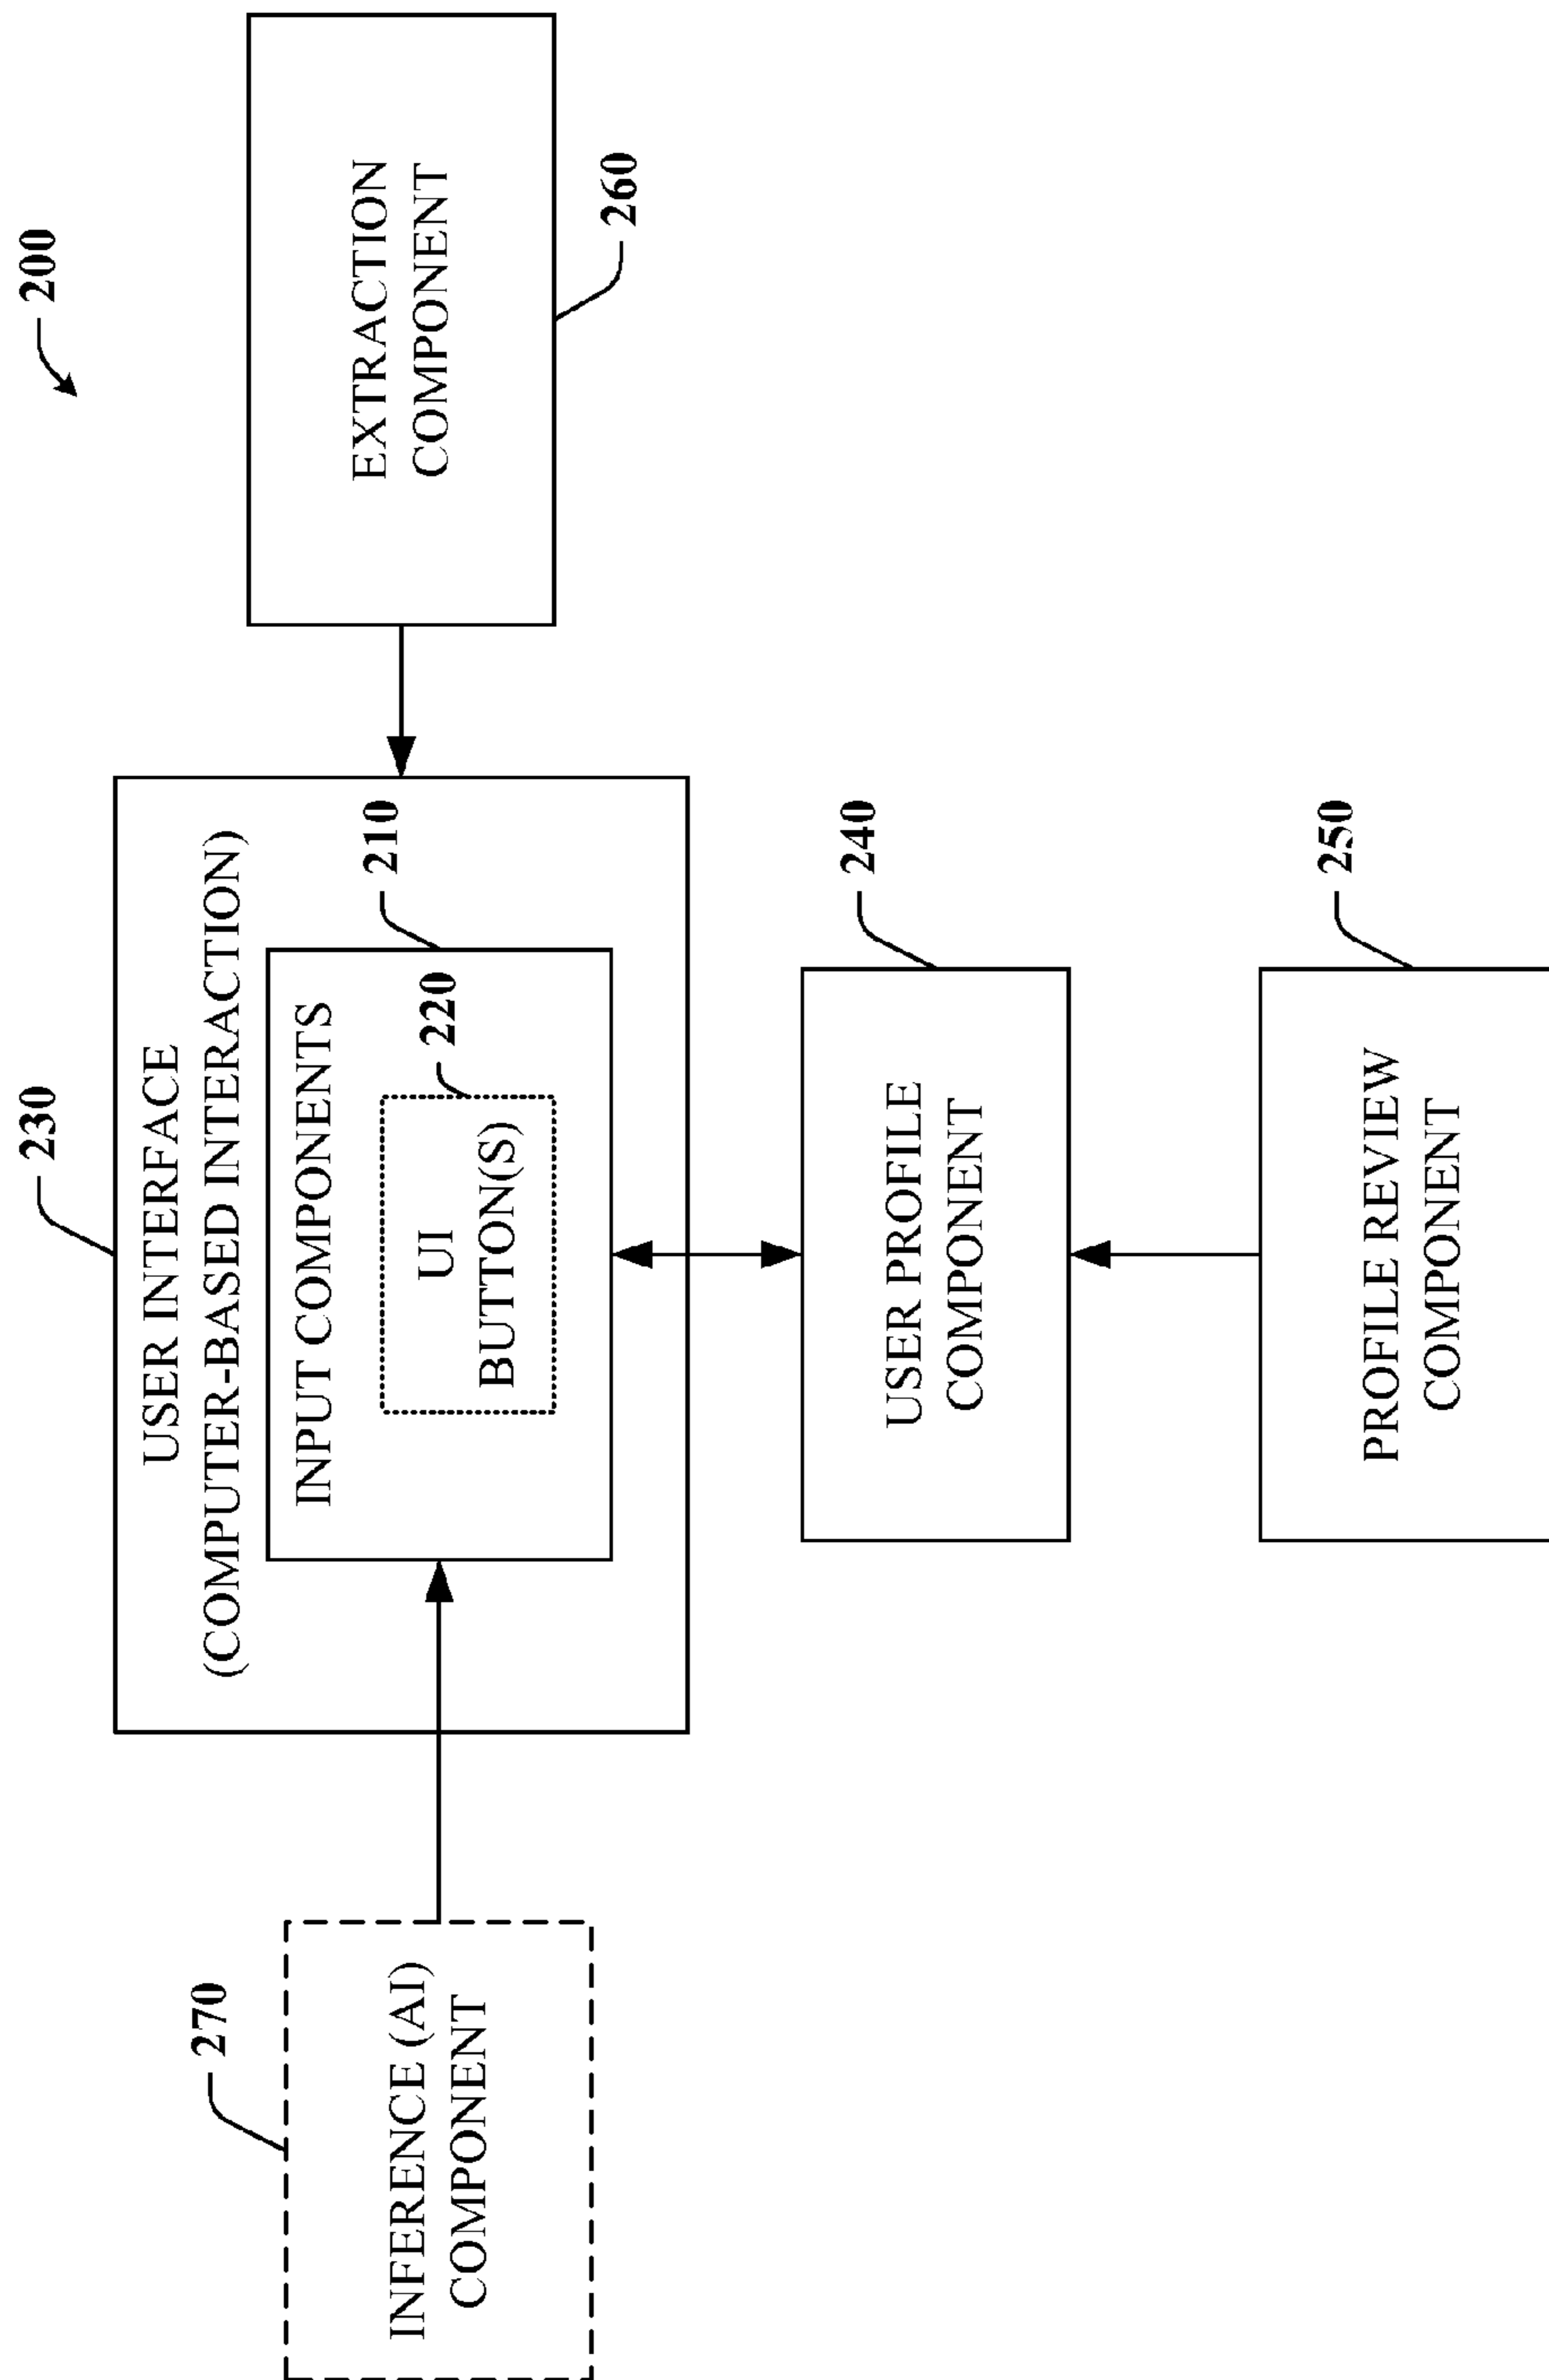 200
230
USER INTERFACE
(COMPUTER-BASED INTERACTION)
210
INPUT COMPONENTS
220
UI
BUTTON(S)
270
INFERENCE (AI)
COMPONENT
EXTRACTION
COMPONENT
260
240
USER PROFILE
COMPONENT
250
PROFILE REVIEW
COMPONENT